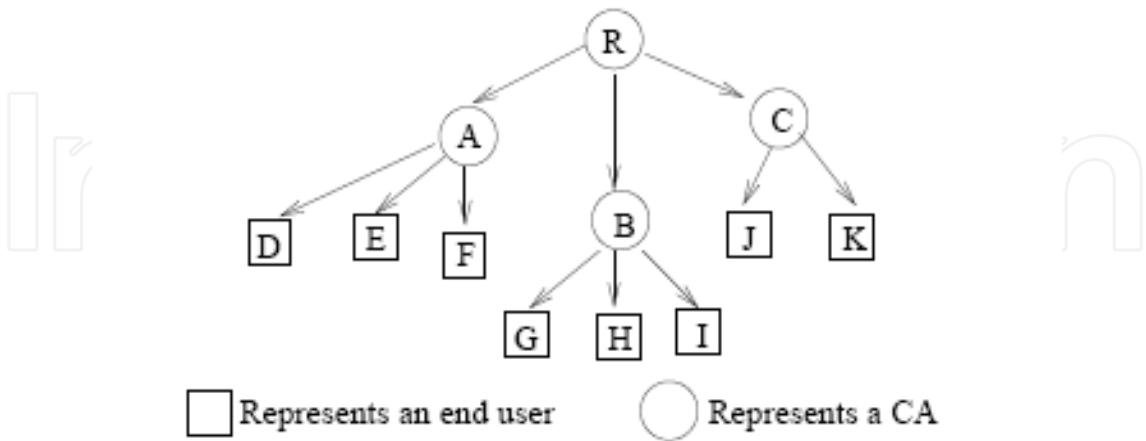 R
A
C
D
E
F
B
J
K
G
H
I
Represents an end user
Represents a CA